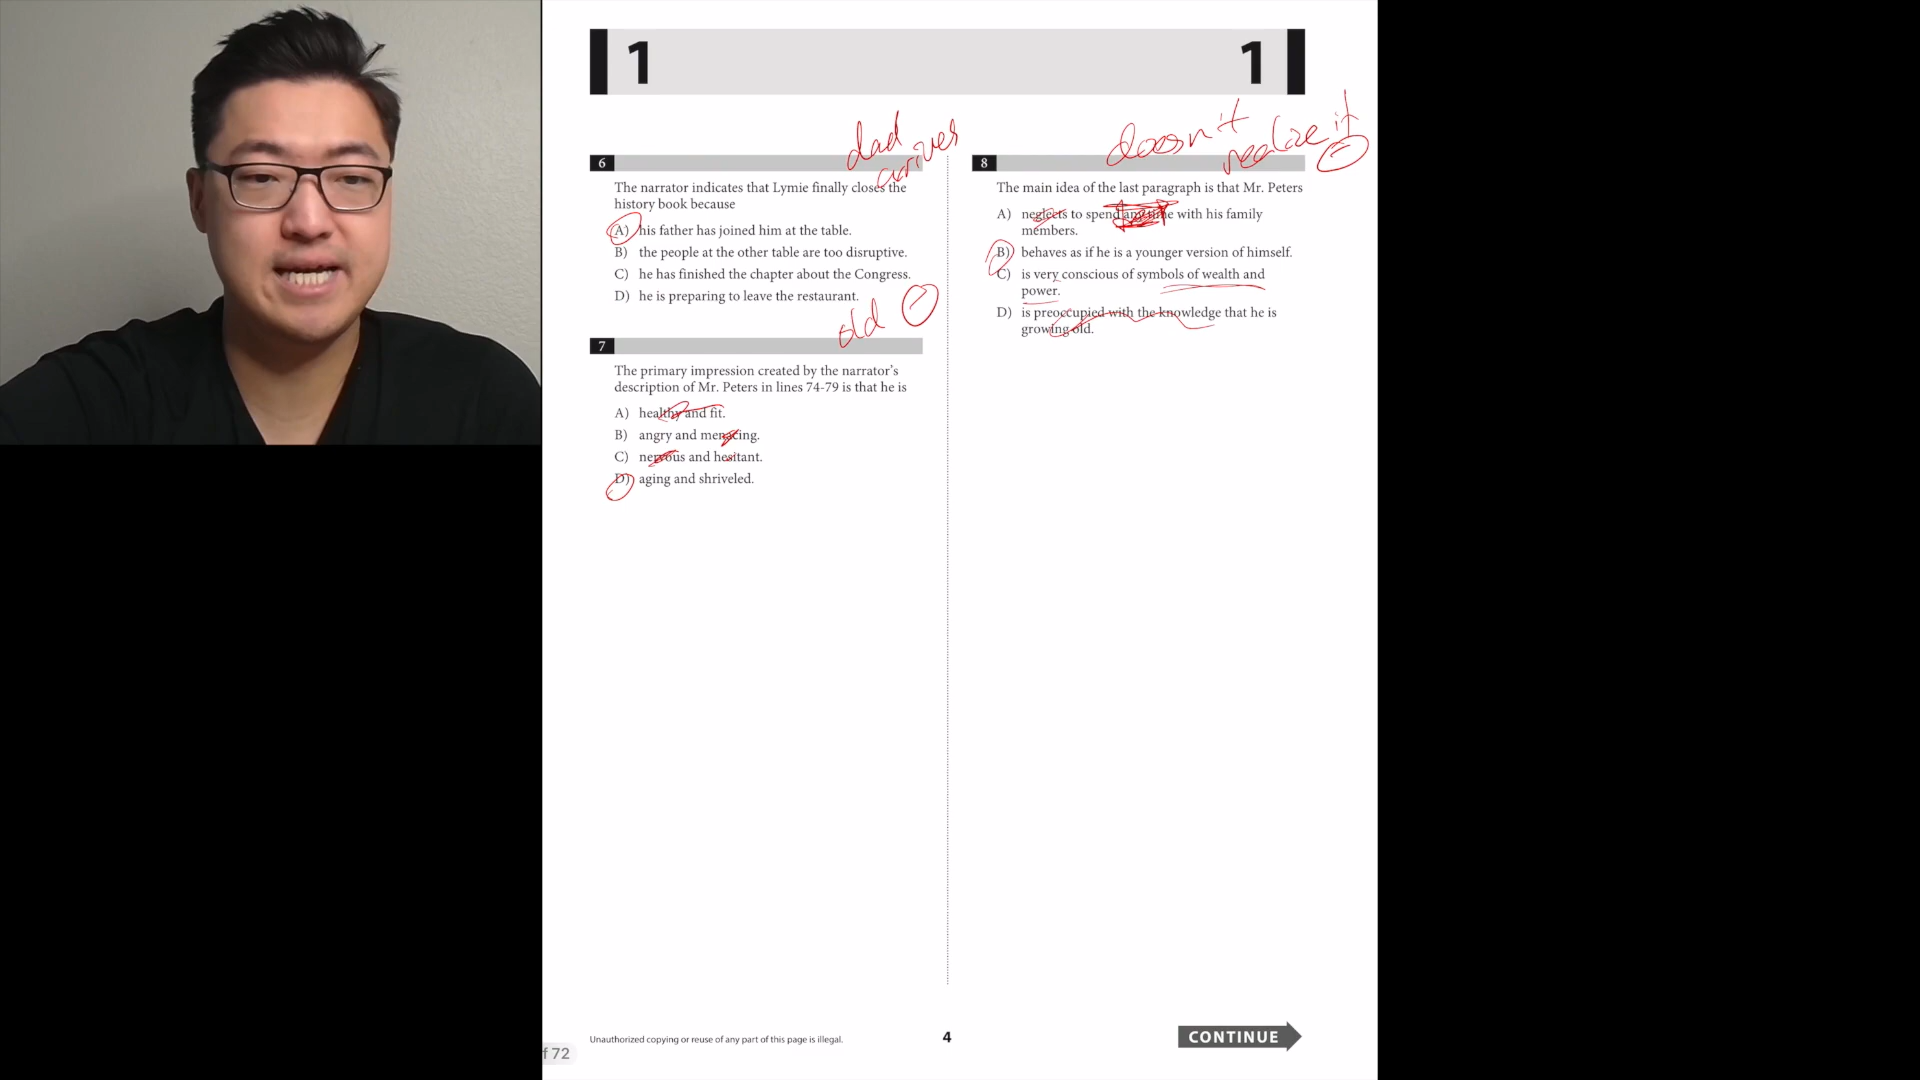 1 1
dad
arrives
6
The narrator indicates that Lymie finally closes the
history book because
A) his father has joined him at the table.
B) the people at the other table are too disruptive.
C) he has finished the chapter about the Congress.
D) he is preparing to leave the restaurant.
old
7
The primary impression created by the narrator's
description of Mr. Peters in lines 74-79 is that he is
A) healthy and fit.
B) angry and menacing.
C) nervous and hesitant.
D) aging and shriveled.
doesn't
realize it
8
The main idea of the last paragraph is that Mr. Peters
A) neglects to spend any time with his family
members.
B) behaves as if he is a younger version of himself.
C) is very conscious of symbols of wealth and
power.
D) is preoccupied with the knowledge that he is
growing old.
Unauthorized copying or reuse of any part of this page is illegal.
4
CONTINUE
f 72